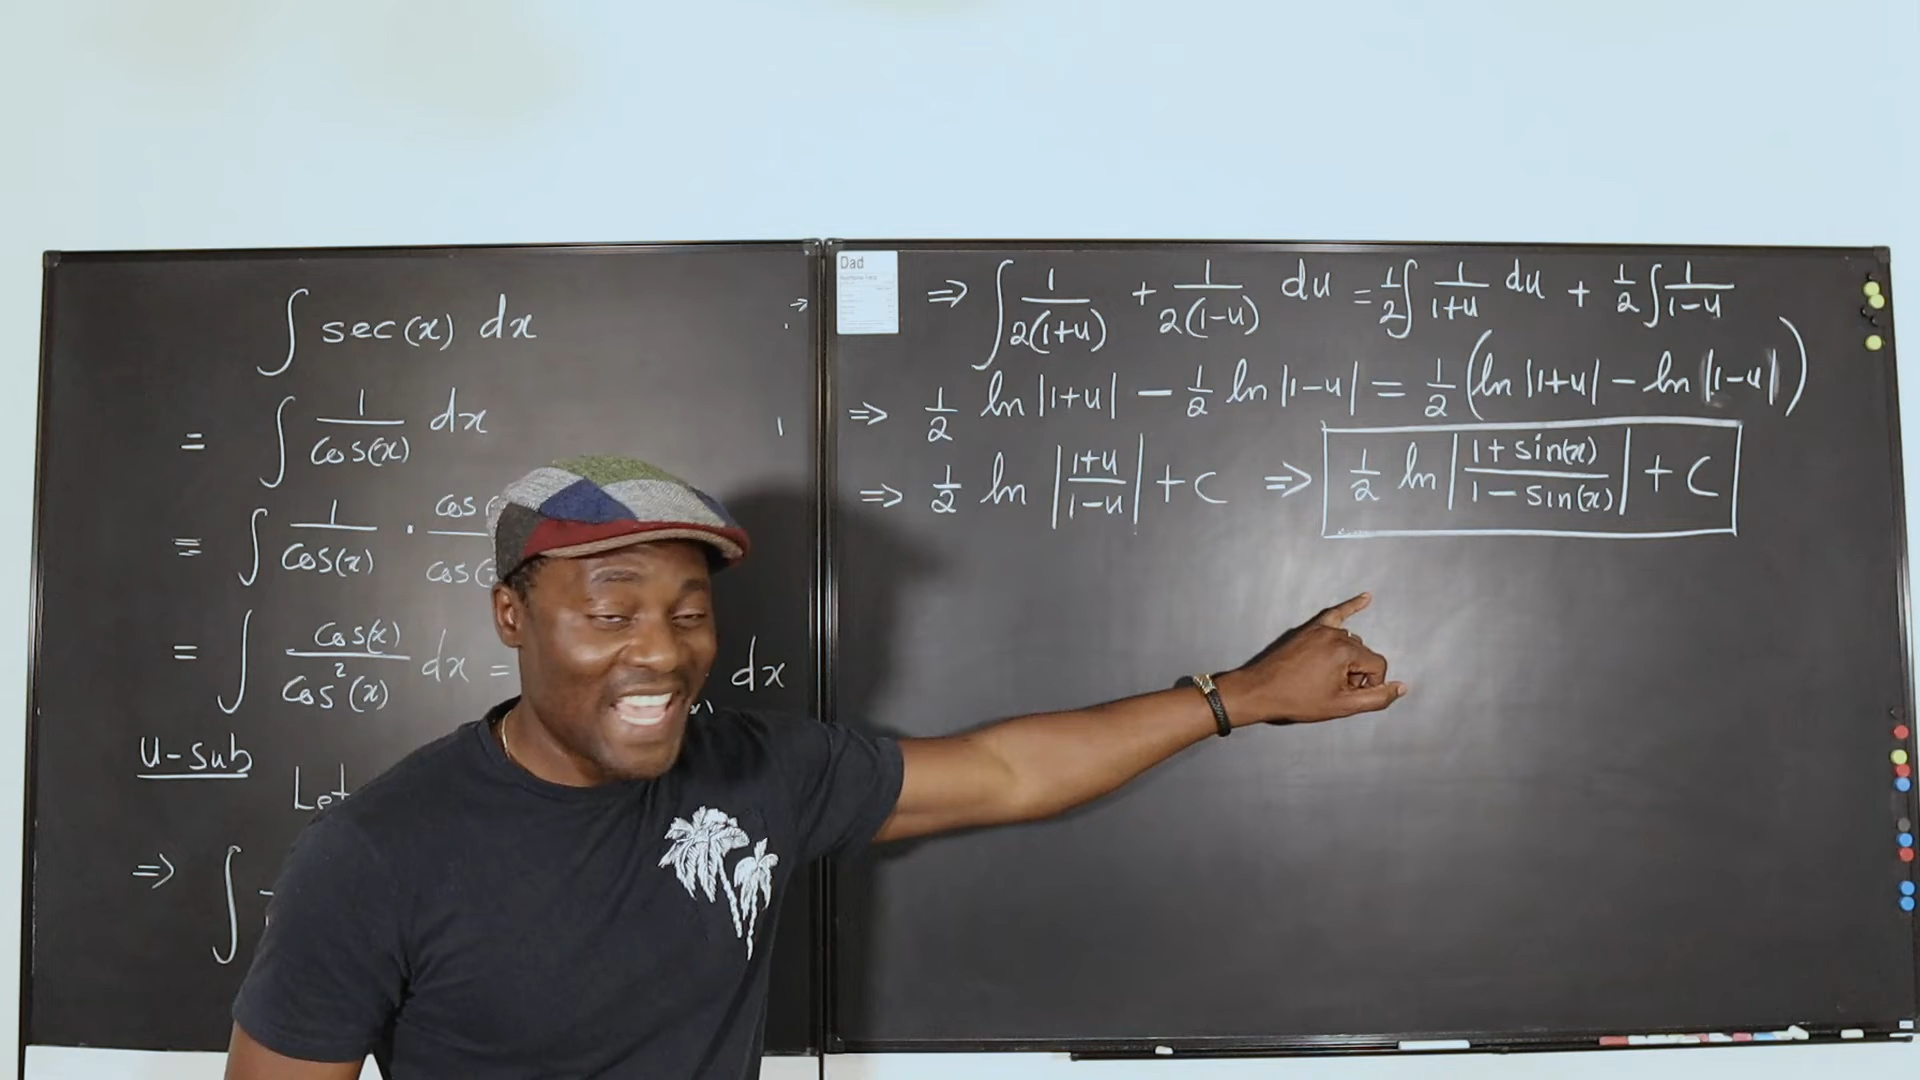 ∫ sec(x) dx
= ∫ 1/cos(x) dx
= ∫ 1/cos(x) · cos(
cos(
= ∫ cos(x)/cos²(x) dx =
dx
u-sub
Let
⇒ ∫
Dad
⇒ ∫ 1/2(1+u) + 1/2(1-u) du = 1/2 ∫ 1/1+u du + 1/2 ∫ 1/1-u
⇒ 1/2 ln |1+u| - 1/2 ln |1-u| = 1/2 (ln |1+u| - ln |1-u|)
⇒ 1/2 ln |1+u/1-u| + C ⇒ 1/2 ln |1+sin(x)/1-sin(x)| + C